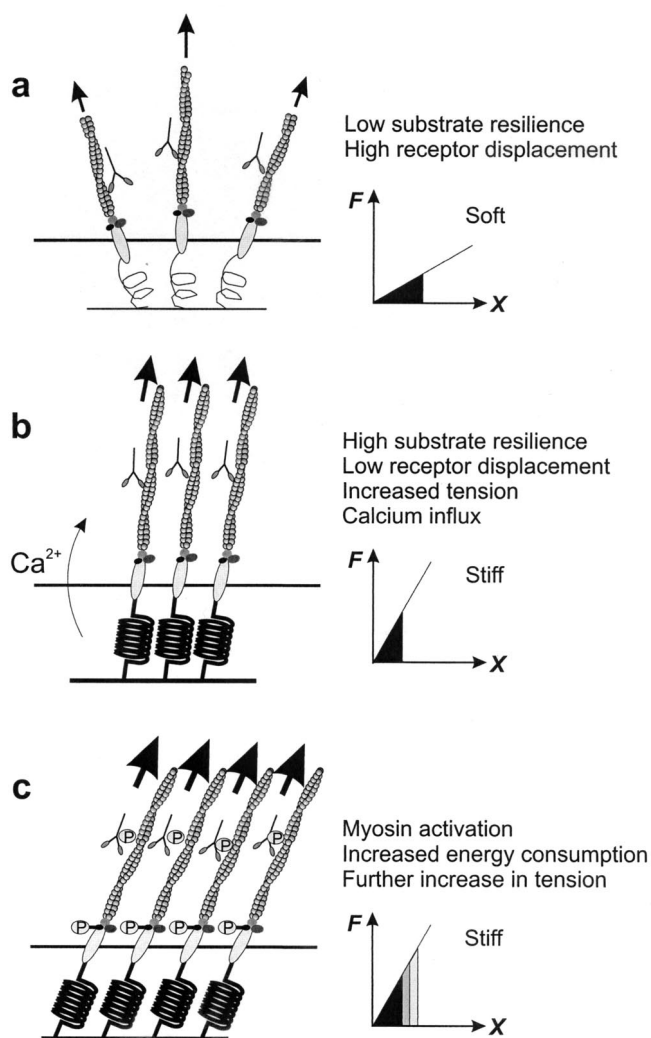 a
Low substrate resilience
High receptor displacement
F
Soft
X
b
High substrate resilience
Low receptor displacement
Increased tension
Calcium influx
Ca2+
F
Stiff
X
c
P P P P
Myosin activation
Increased energy consumption
Further increase in tension
P P P P
F
Stiff
X